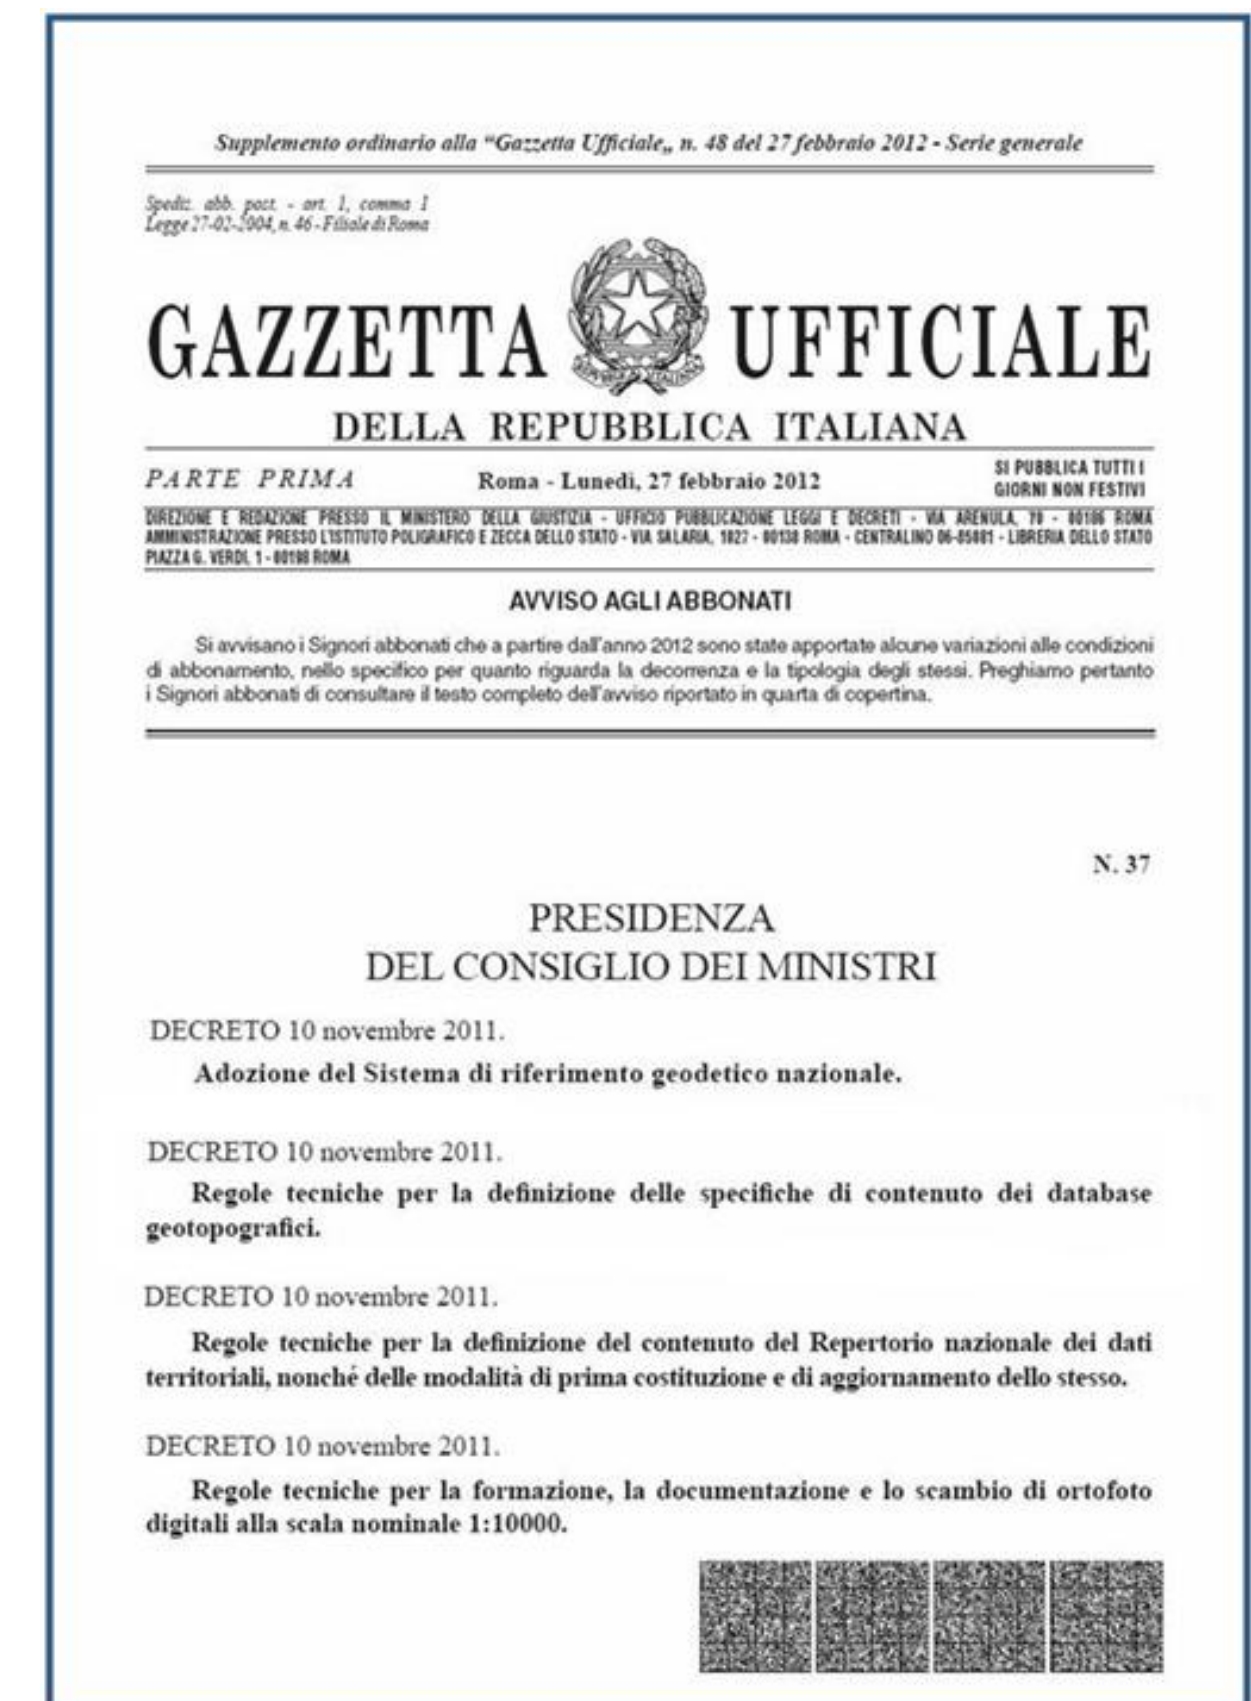 Supplemento ordinario alla “Gazzetta Ufficiale„ n. 48 del 27 febbraio 2012 - Serie generale
Spediz. abb. post. - art. 1, comma 1
Legge 27-02-2004, n. 46 - Filiale di Roma
GAZZETTA UFFICIALE
DELLA REPUBBLICA ITALIANA
PARTE PRIMA Roma - Lunedì, 27 febbraio 2012 SI PUBBLICA TUTTI I
GIORNI NON FESTIVI
DIREZIONE E REDAZIONE PRESSO IL MINISTERO DELLA GIUSTIZIA - UFFICIO PUBBLICAZIONE LEGGI E DECRETI - VIA ARENULA, 70 - 00186 ROMA
AMMINISTRAZIONE PRESSO L'ISTITUTO POLIGRAFICO E ZECCA DELLO STATO - VIA SALARIA, 1027 - 00138 ROMA - CENTRALINO 06-85081 - LIBRERIA DELLO STATO
PIAZZA G. VERDI, 1 - 00198 ROMA
AVVISO AGLI ABBONATI
Si avvisano i Signori abbonati che a partire dall'anno 2012 sono state apportate alcune variazioni alle condizioni
di abbonamento, nello specifico per quanto riguarda la decorrenza e la tipologia degli stessi. Preghiamo pertanto
i Signori abbonati di consultare il testo completo dell'avviso riportato in quarta di copertina.
N. 37
PRESIDENZA
DEL CONSIGLIO DEI MINISTRI
DECRETO 10 novembre 2011.
Adozione del Sistema di riferimento geodetico nazionale.
DECRETO 10 novembre 2011.
Regole tecniche per la definizione delle specifiche di contenuto dei database
geotopografici.
DECRETO 10 novembre 2011.
Regole tecniche per la definizione del contenuto del Repertorio nazionale dei dati
territoriali, nonché delle modalità di prima costituzione e di aggiornamento dello stesso.
DECRETO 10 novembre 2011.
Regole tecniche per la formazione, la documentazione e lo scambio di ortofoto
digitali alla scala nominale 1:10000.